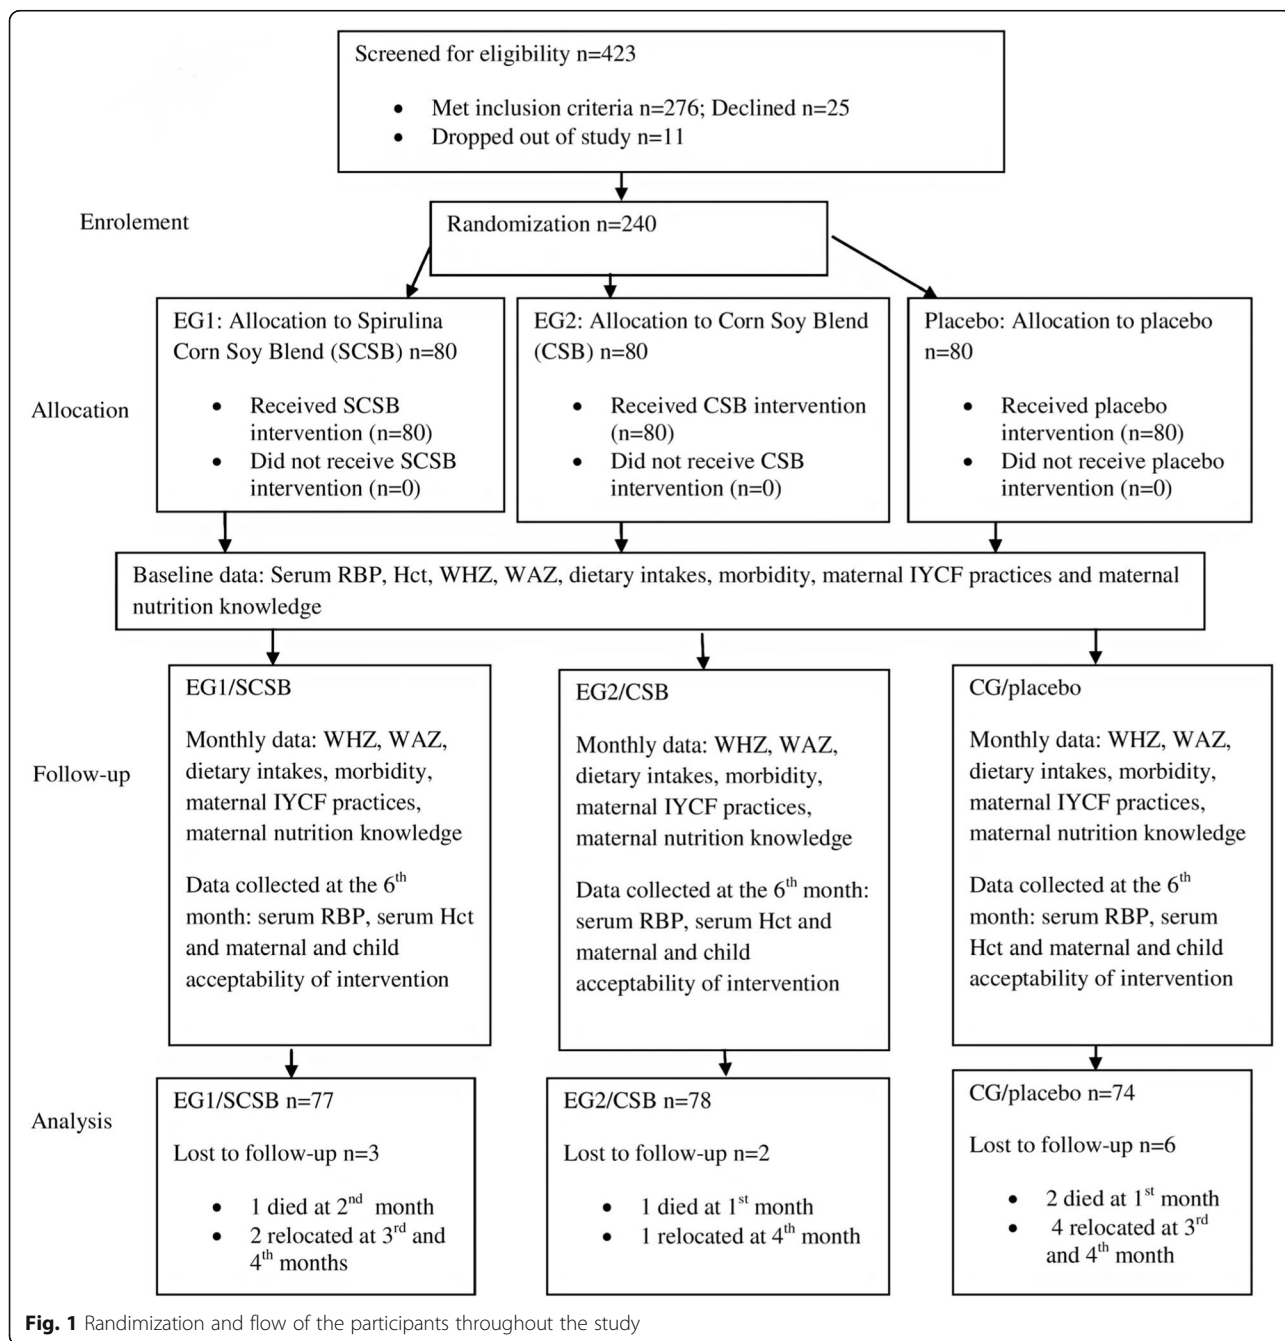 Screened for eligibility n=423
• Met inclusion criteria n=276; Declined n=25
• Dropped out of study n=11
Enrolement
Randomization n=240
Allocation
EG1: Allocation to Spirulina
Corn Soy Blend (SCSB) n=80
• Received SCSB
intervention (n=80)
• Did not receive SCSB
intervention (n=0)
EG2: Allocation to Corn Soy Blend
(CSB) n=80
• Received CSB intervention
(n=80)
• Did not receive CSB
intervention (n=0)
Placebo: Allocation to placebo
n=80
• Received placebo
intervention (n=80)
• Did not receive placebo
intervention (n=0)
Baseline data: Serum RBP, Hct, WHZ, WAZ, dietary intakes, morbidity, maternal IYCF practices and maternal
nutrition knowledge
Follow-up
EG1/SCSB
Monthly data: WHZ, WAZ,
dietary intakes, morbidity,
maternal IYCF practices,
maternal nutrition knowledge
Data collected at the 6th
month: serum RBP, serum Hct
and maternal and child
acceptability of intervention
EG2/CSB
Monthly data: WHZ, WAZ,
dietary intakes, morbidity,
maternal IYCF practices,
maternal nutrition knowledge
Data collected at the 6th month:
serum RBP, serum Hct and
maternal and child
acceptability of intervention
CG/placebo
Monthly data: WHZ, WAZ,
dietary intakes, morbidity,
maternal IYCF practices,
maternal nutrition knowledge
Data collected at the 6th
month: serum RBP, serum
Hct and maternal and child
acceptability of intervention
Analysis
EG1/SCSB n=77
Lost to follow-up n=3
• 1 died at 2nd month
• 2 relocated at 3rd and
4th months
EG2/CSB n=78
Lost to follow-up n=2
• 1 died at 1st month
• 1 relocated at 4th month
CG/placebo n=74
Lost to follow-up n=6
• 2 died at 1st month
• 4 relocated at 3rd
and 4th month
Fig. 1 Randimization and flow of the participants throughout the study